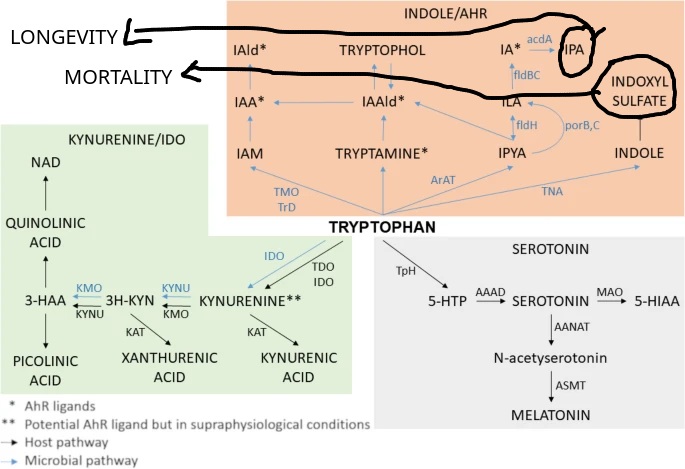 INDOLE/AHR
LONGEVITY
MORTALITY
IAld*
TRYPTOPHOL
IA*
acdA
IPA
fldBC
INDOXYL
SULFATE
IAA*
IAAld*
ILA
fldH
porB,C
IAM
TRYPTAMINE*
IPYA
INDOLE
TMO
TrD
ArAT
TNA
TRYPTOPHAN
KYNURENINE/IDO
NAD
QUINOLINIC
ACID
IDO
TDO
IDO
3-HAA
KMO
KYNU
3H-KYN
KYNU
KMO
KYNURENINE**
KAT
KAT
PICOLINIC
ACID
XANTHURENIC
ACID
KYNURENIC
ACID
SEROTONIN
TpH
5-HTP
AAAD
SEROTONIN
MAO
5-HIAA
AANAT
N-acetyserotonin
ASMT
MELATONIN
* AhR ligands
** Potential AhR ligand but in supraphysiological conditions
Host pathway
Microbial pathway